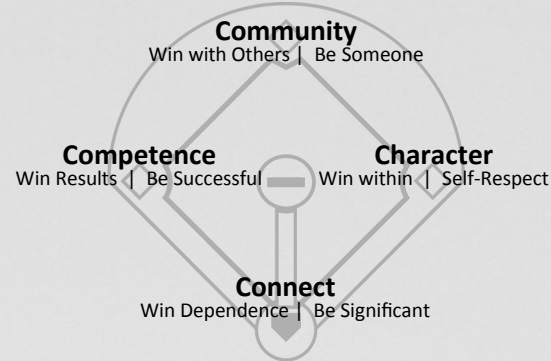 Community
Win with Others | Be Someone
Competence
Win Results | Be Successful
Character
Win within | Self-Respect
Connect
Win Dependence | Be Significant